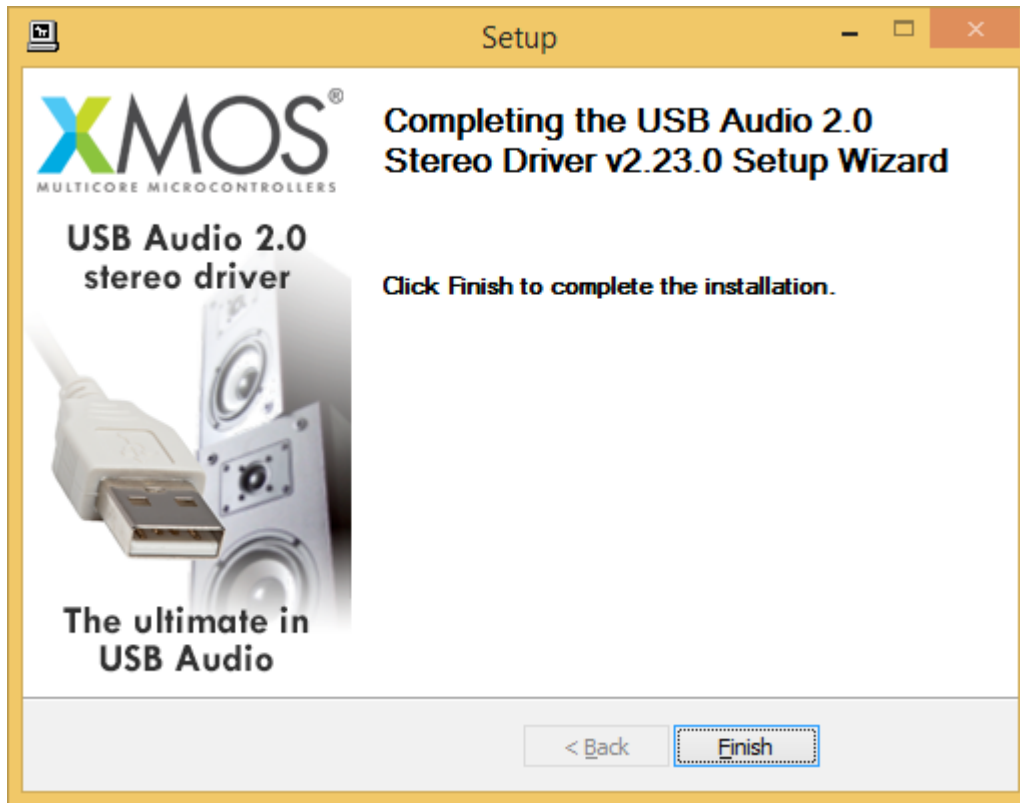 Setup
XMOS®
MULTICORE MICROCONTROLLERS
USB Audio 2.0
stereo driver
The ultimate in
USB Audio
Completing the USB Audio 2.0
Stereo Driver v2.23.0 Setup Wizard
Click Finish to complete the installation.
< Back
Finish